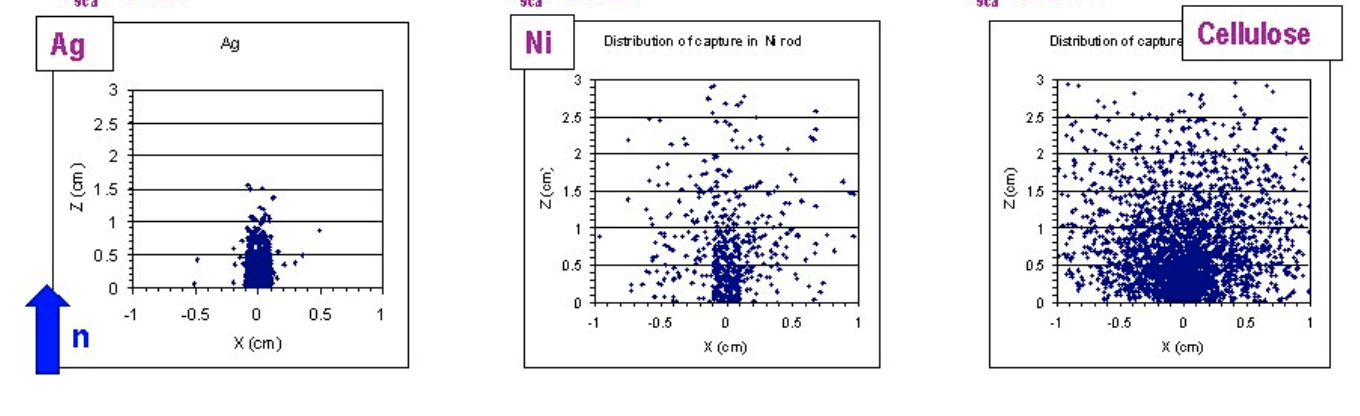 Ag
Ag
3
2.5
2
1.5
1
0.5
0
Z (cm)
-1 -0.5 0 0.5 1
X (cm)
n
Ni
Distribution of capture in Ni rod
3
2.5
2
1.5
1
0.5
0
Z (cm)
-1 -0.5 0 0.5 1
X (cm)
Cellulose
Distribution of capture
3
2.5
2
1.5
1
0.5
0
Z (cm)
-1 -0.5 0 0.5 1
X (cm)